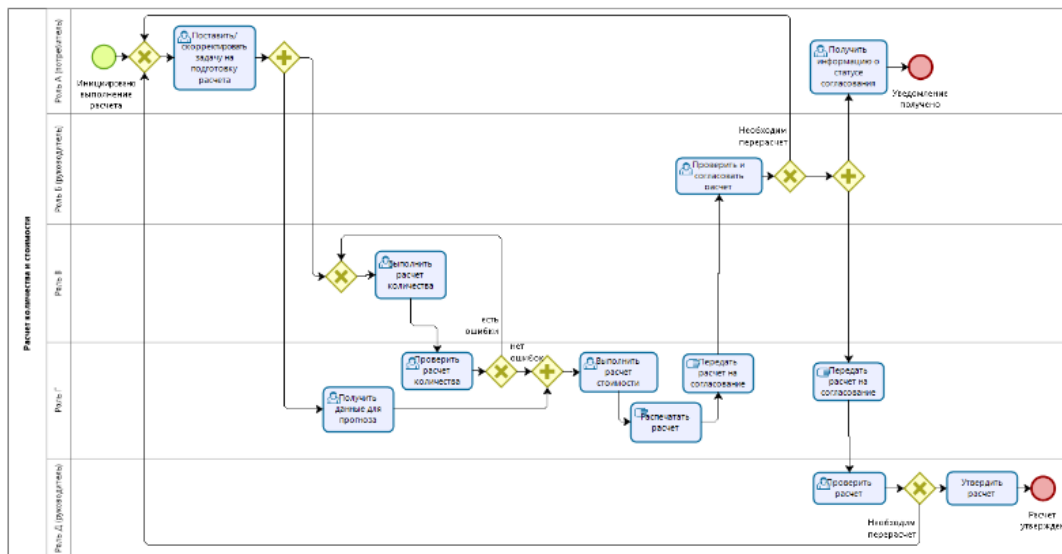 Расчет количества и стоимости
Роль А (потребитель)
Инициировано
выполнение
расчета
Поставить/
скорректировать
задачу на
подготовку
расчета
Получить
информацию о
статусе
согласования
Уведомление
получено
Роль Б (руководитель)
Проверить и
согласовать
расчет
Необходим
перерасчет
Роль В
Выполнить
расчет
количества
есть
ошибки
Роль Г
Проверить
расчет
количества
нет
ошибок
Получить
данные для
прогноза
Выполнить
расчет
стоимости
Распечатать
расчет
Передать
расчет на
согласование
Передать
расчет на
согласование
Роль Д (руководитель)
Проверить
расчет
Необходим
перерасчет
Утвердить
расчет
Расчет
утвержден